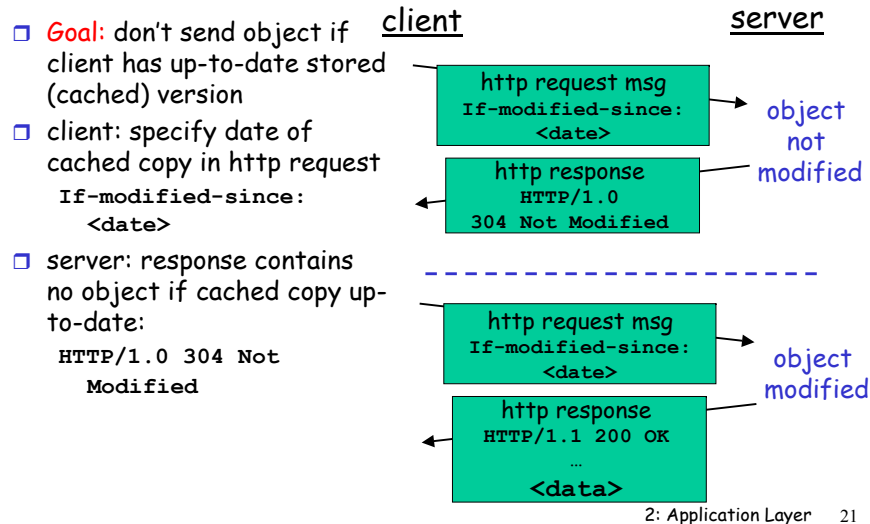 Goal: don't send object if
client has up-to-date stored
(cached) version
client: specify date of
cached copy in http request
If-modified-since:
<date>
server: response contains
no object if cached copy up-
to-date:
HTTP/1.0 304 Not
Modified
client
server
http request msg
If-modified-since:
<date>
object
not
modified
http response
HTTP/1.0
304 Not Modified
http request msg
If-modified-since:
<date>
object
modified
http response
HTTP/1.1 200 OK
…
<data>
2: Application Layer 21